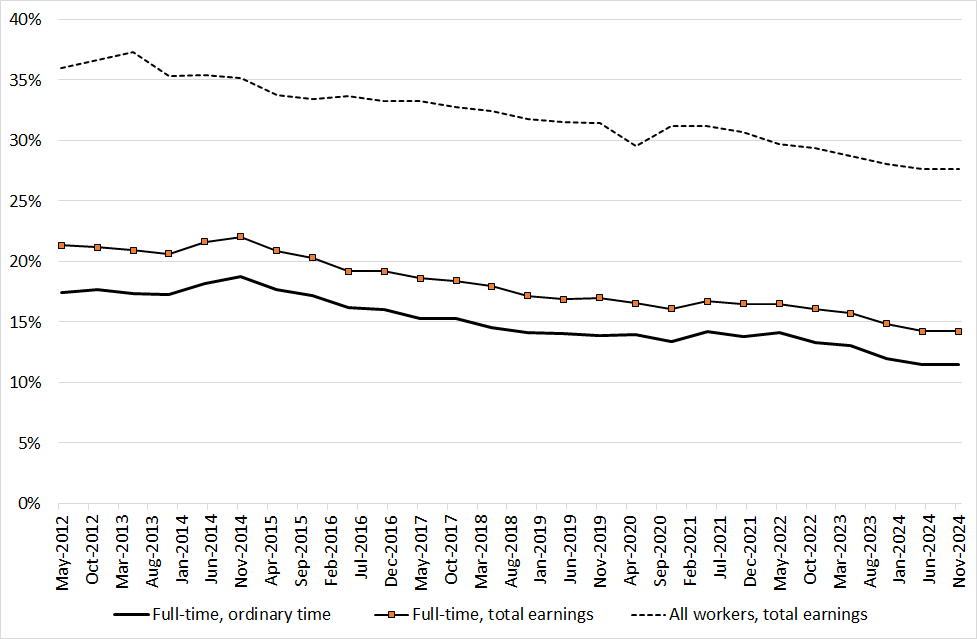 40%
35%
30%
25%
20%
15%
10%
5%
0%
May-2012
Oct-2012
Mar-2013
Aug-2013
Jan-2014
Jun-2014
Nov-2014
Apr-2015
Sep-2015
Feb-2016
Jul-2016
Dec-2016
May-2017
Oct-2017
Mar-2018
Aug-2018
Jan-2019
Jun-2019
Nov-2019
Apr-2020
Sep-2020
Feb-2021
Jul-2021
Dec-2021
May-2022
Oct-2022
Mar-2023
Aug-2023
Jan-2024
Jun-2024
Nov-2024
Full-time, ordinary time
Full-time, total earnings
All workers, total earnings